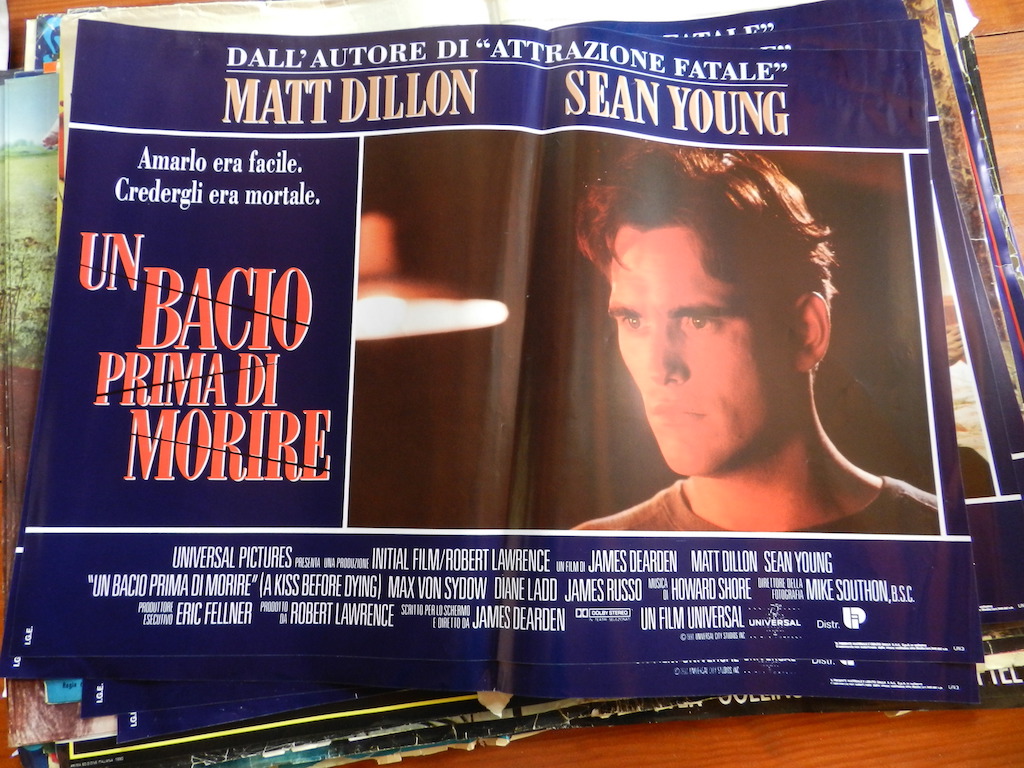 DALL'AUTORE DI "ATTRAZIONE FATALE"
MATT DILLON SEAN YOUNG
Amarlo era facile.
Credergli era mortale.
UN
BACIO
PRIMA DI
MORIRE
UNIVERSAL PICTURES PRESENTA UNA PRODUZIONE INITIAL FILM/ROBERT LAWRENCE UN FILM DI JAMES DEARDEN MATT DILLON SEAN YOUNG
"UN BACIO PRIMA DI MORIRE" (A KISS BEFORE DYING) MAX VON SYDOW DIANE LADD JAMES RUSSO MUSICA DI HOWARD SHORE DIRETTORE DELLA FOTOGRAFIA MIKE SOUTHON, B.S.C.
PRODUTTORE ESECUTIVO ERIC FELLNER PRODOTTO DA ROBERT LAWRENCE SCRITTO PER LO SCHERMO E DIRETTO DA JAMES DEARDEN DOLBY STEREO UN FILM UNIVERSAL UNIVERSAL Distr.
I.G.E.
FATALE"
I.G.E.
I.G.E.